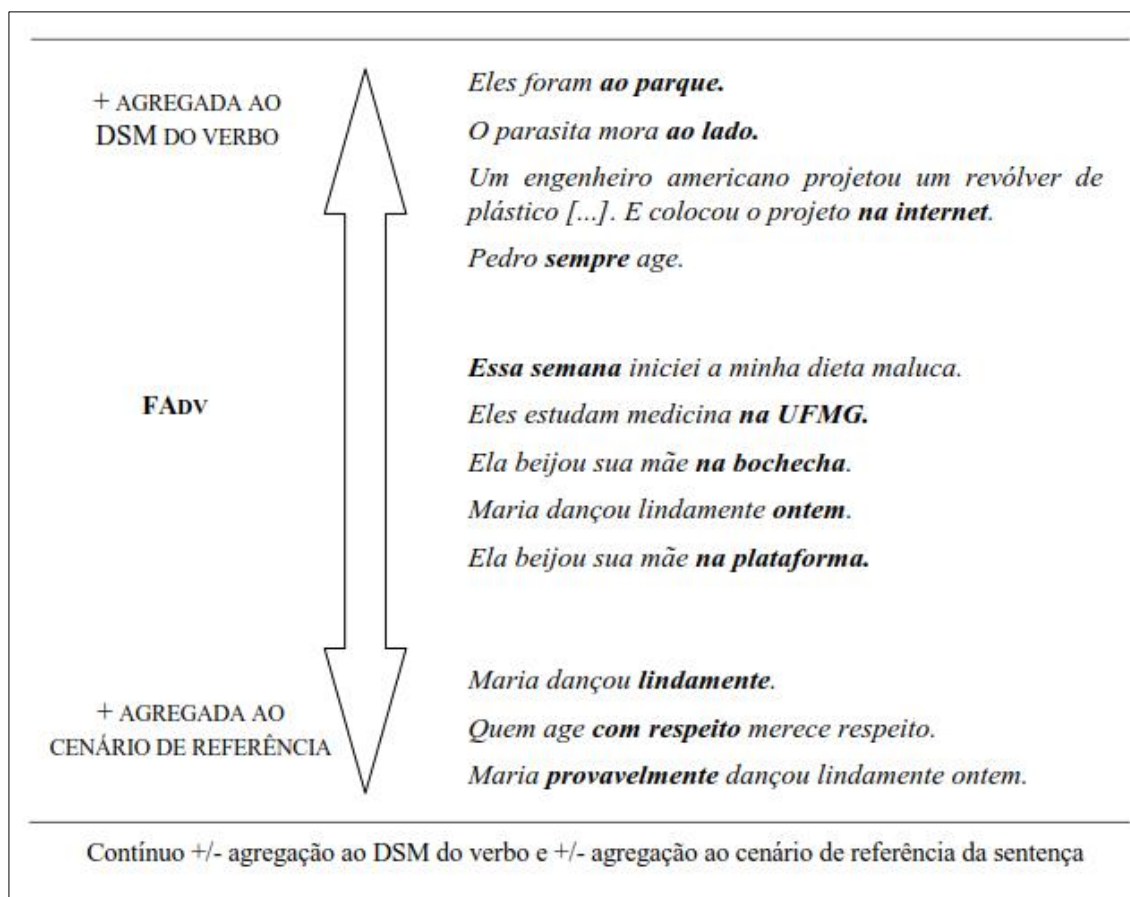 + AGREGADA AO
DSM DO VERBO
Eles foram ao parque.
O parasita mora ao lado.
Um engenheiro americano projetou um revólver de
plástico [...]. E colocou o projeto na internet.
Pedro sempre age.
FADV
Essa semana iniciei a minha dieta maluca.
Eles estudam medicina na UFMG.
Ela beijou sua mãe na bochecha.
Maria dançou lindamente ontem.
Ela beijou sua mãe na plataforma.
+ AGREGADA AO
CENÁRIO DE REFERÊNCIA
Maria dançou lindamente.
Quem age com respeito merece respeito.
Maria provavelmente dançou lindamente ontem.
Contínuo +/- agregação ao DSM do verbo e +/- agregação ao cenário de referência da sentença